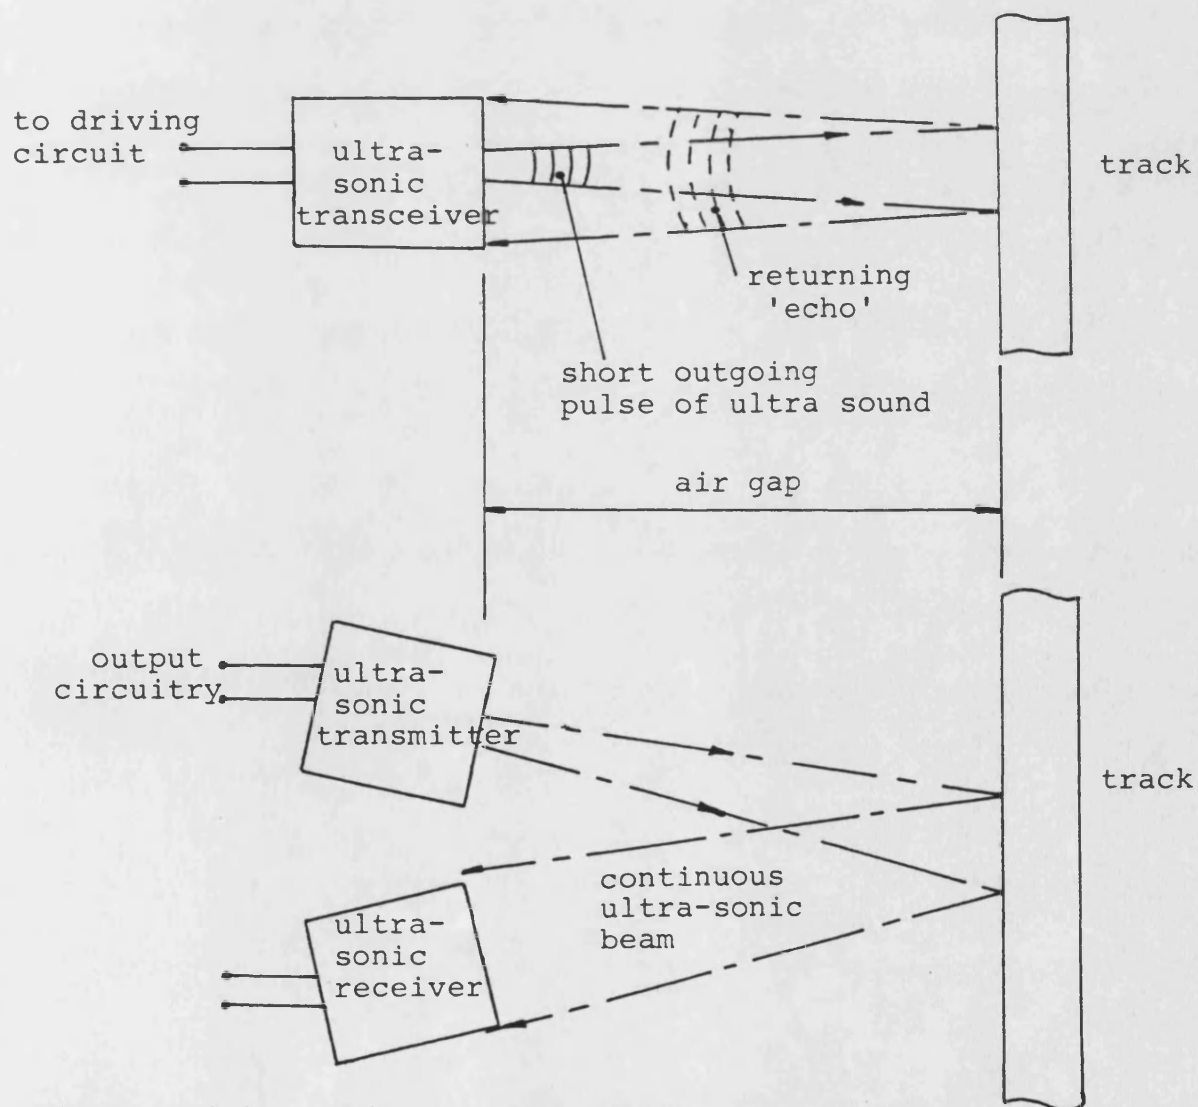 to driving
circuit
ultra-
sonic
transceiver
track
returning
'echo'
short outgoing
pulse of ultra sound
air gap
output
circuitry
ultra-
sonic
transmitter
track
continuous
ultra-sonic
beam
ultra-
sonic
receiver